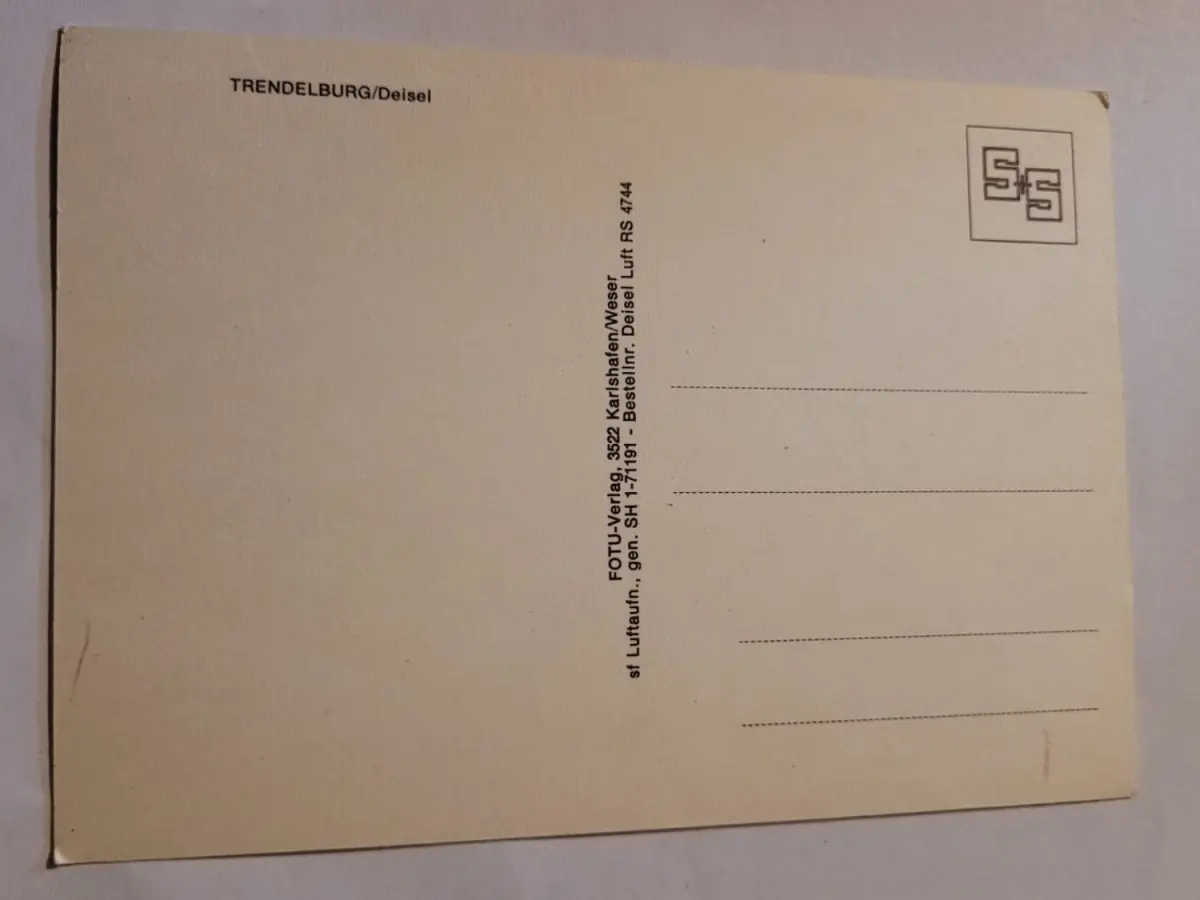 TRENDELBURG/Deisel
S+S
FOTU-Verlag, 3522 Karlshafen/Weser
sf Luftaufn., gen. SH 1-71191 - Bestellnr. Deisel Luft RS 4744